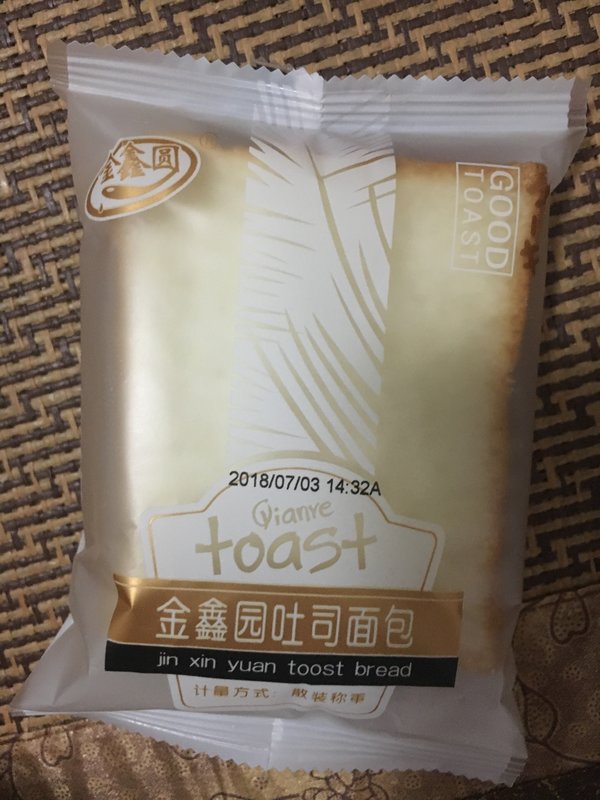 金鑫圆
®
GOOD
TOAST
2018/07/03 14:32A
Qianre
toast
金鑫园吐司面包
jin xin yuan toost bread
计量方式: 散装称重